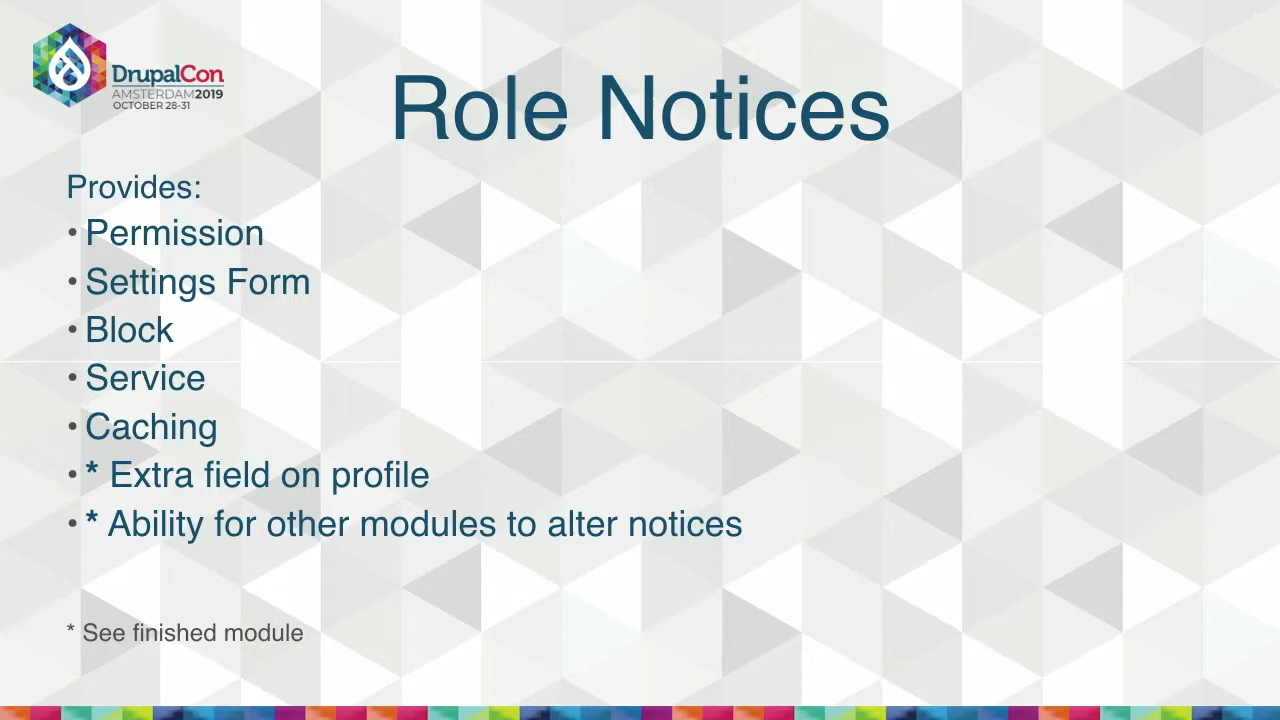 DrupalCon
AMSTERDAM2019
OCTOBER 28-31
Role Notices
Provides:
• Permission
• Settings Form
• Block
• Service
• Caching
• * Extra field on profile
• * Ability for other modules to alter notices
* See finished module